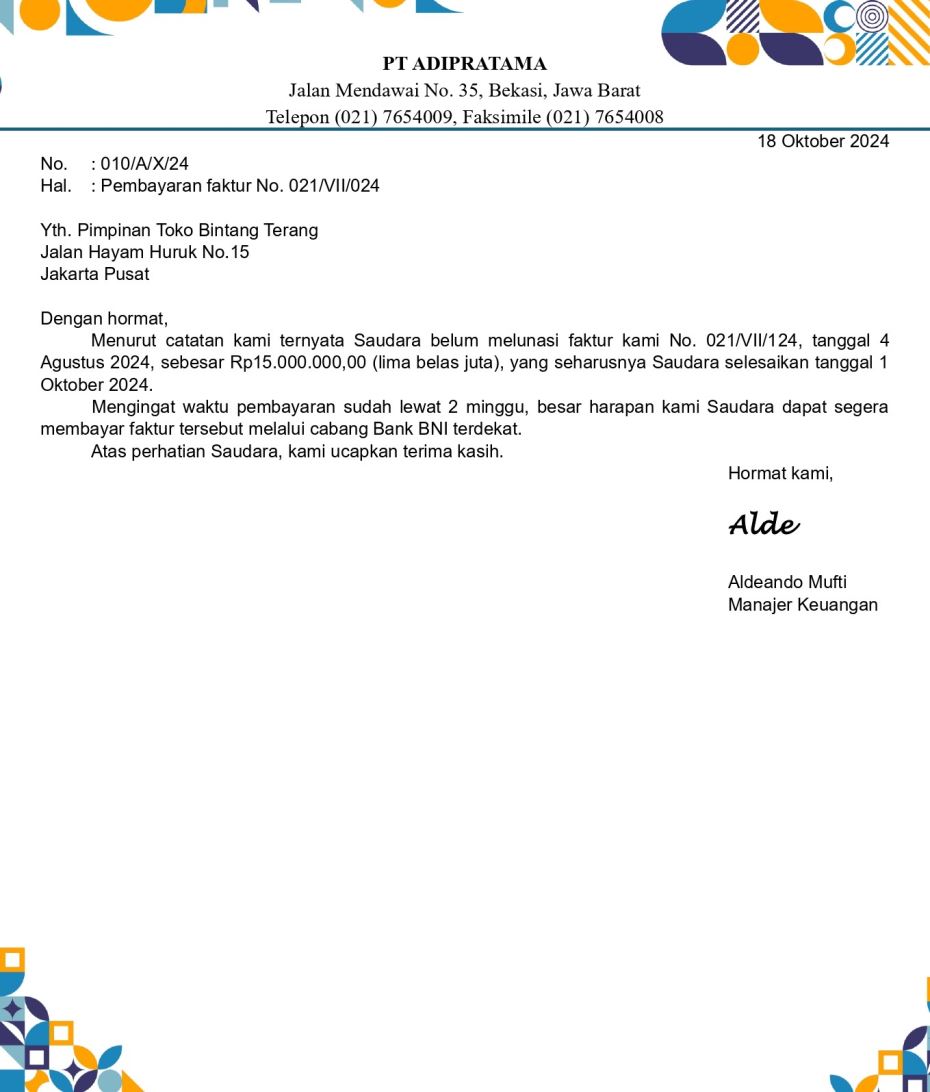 PT ADIPRATAMA
Jalan Mendawai No. 35, Bekasi, Jawa Barat
Telepon (021) 7654009, Faksimile (021) 7654008
18 Oktober 2024
No. : 010/A/X/24
Hal. : Pembayaran faktur No. 021/VII/024
Yth. Pimpinan Toko Bintang Terang
Jalan Hayam Huruk No.15
Jakarta Pusat
Dengan hormat,
Menurut catatan kami ternyata Saudara belum melunasi faktur kami No. 021/VII/124, tanggal 4
Agustus 2024, sebesar Rp15.000.000,00 (lima belas juta), yang seharusnya Saudara selesaikan tanggal 1
Oktober 2024.
Mengingat waktu pembayaran sudah lewat 2 minggu, besar harapan kami Saudara dapat segera
membayar faktur tersebut melalui cabang Bank BNI terdekat.
Atas perhatian Saudara, kami ucapkan terima kasih.
Hormat kami,
Alde
Aldeando Mufti
Manajer Keuangan